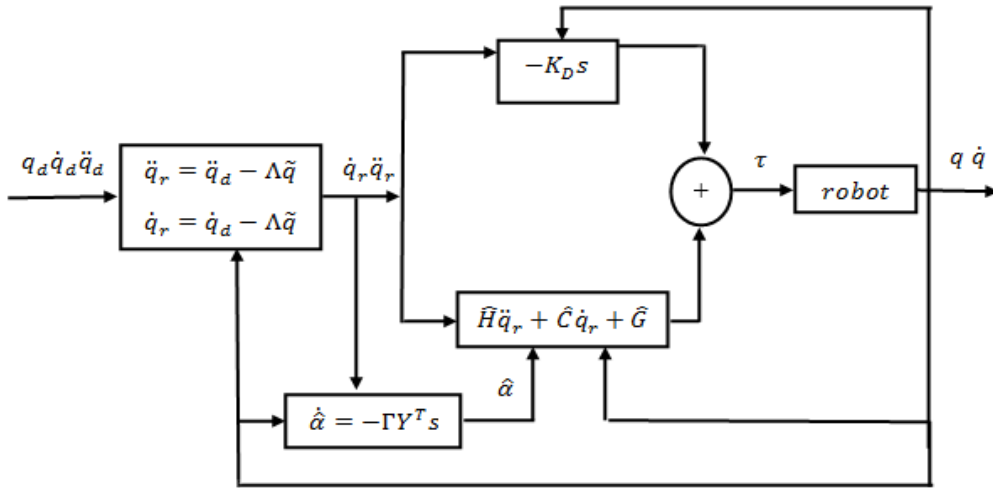 −K_D s
q_d q̇_d q̈_d
q̈_r = q̈_d − Λq̃
q̇_r = q̇_d − Λq̃
q̇_r q̈_r
+
τ
robot
q q̇
Ĥq̈_r + Ĉq̇_r + Ĝ
α̂
α̂̇ = −ΓY^T s